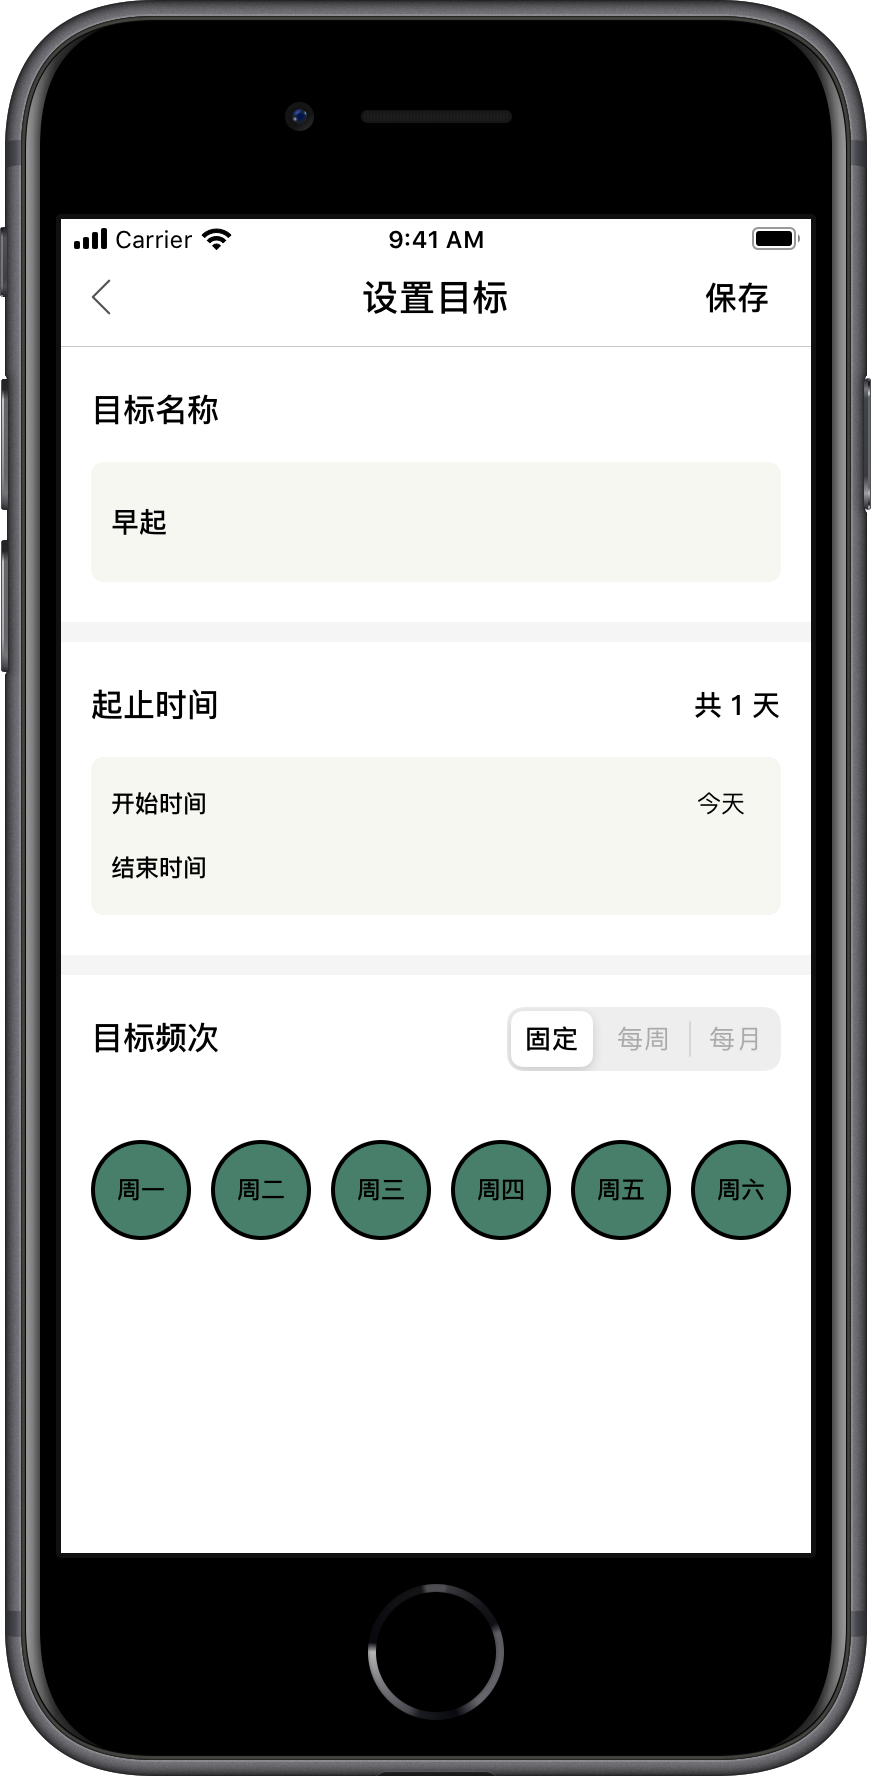 Carrier 9:41 AM
设置目标 保存
目标名称
早起
起止时间 共 1 天
开始时间 今天
结束时间
目标频次 固定 每周 每月
周一 周二 周三 周四 周五 周六